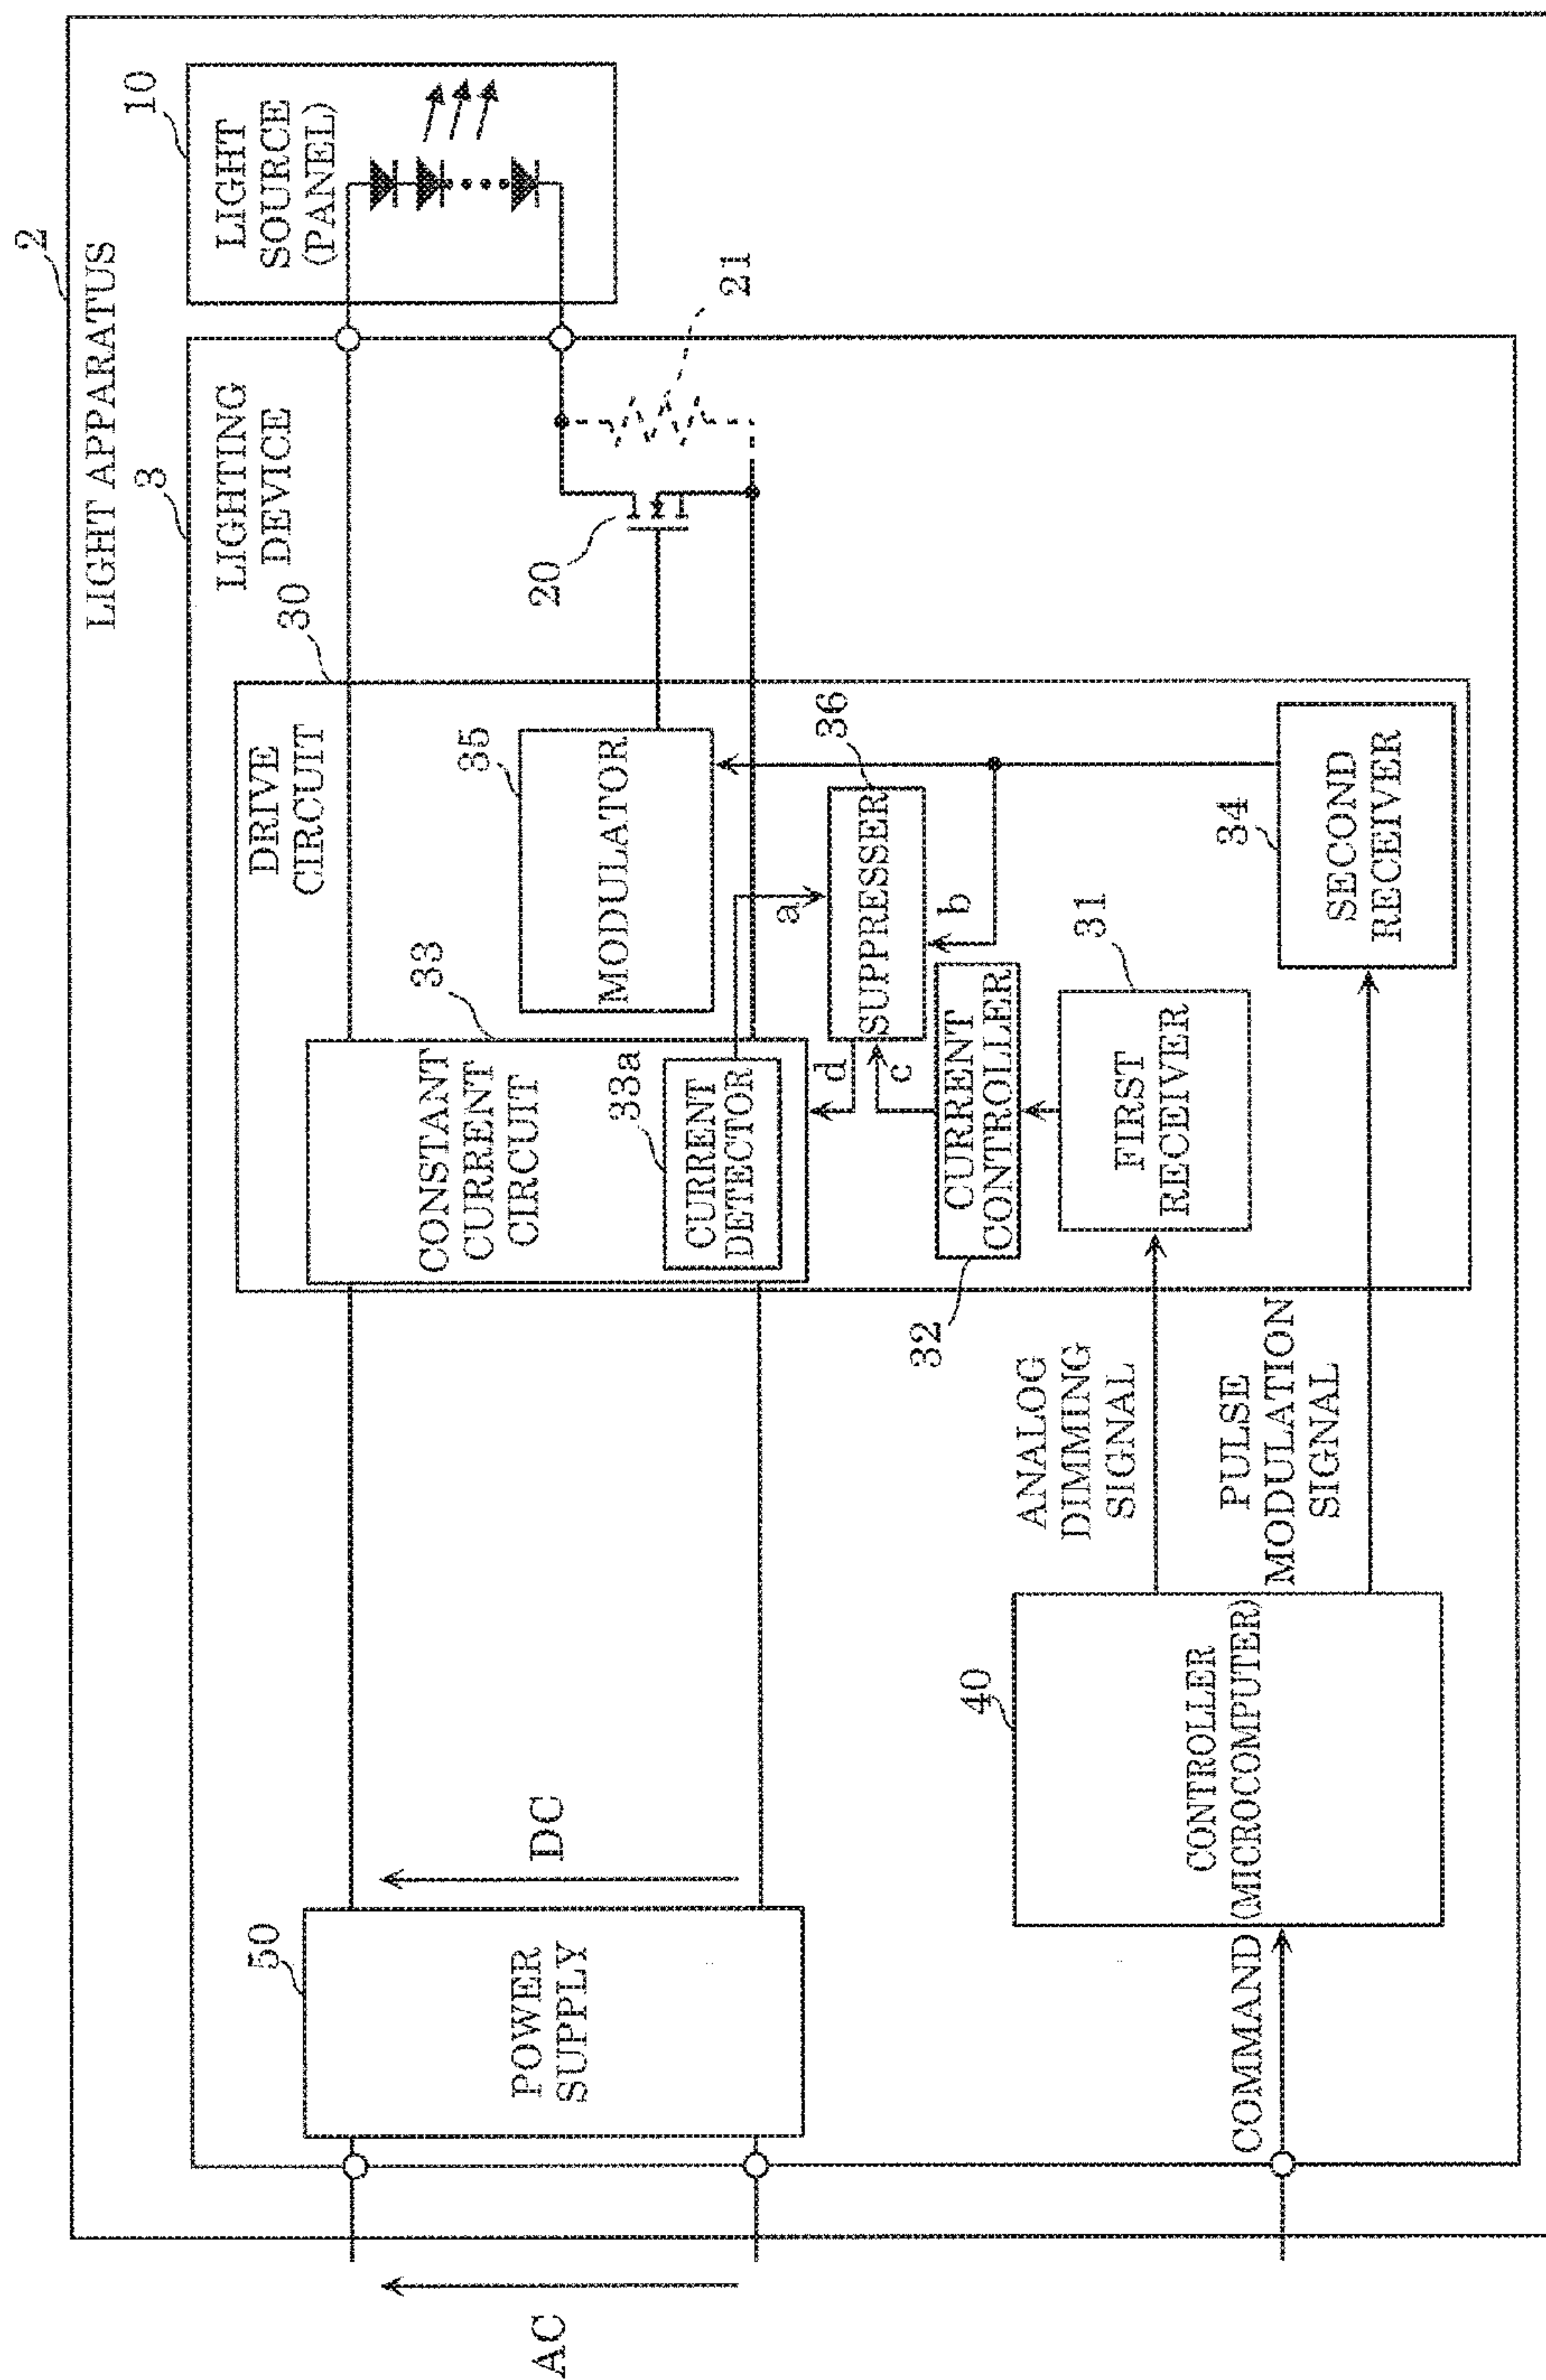 2
LIGHT APPARATUS
3
LIGHTING
DEVICE
10
LIGHT
SOURCE
(PANEL)
21
20
30
DRIVE
CIRCUIT
33
CONSTANT
CURRENT
CIRCUIT
33a
CURRENT
DETECTOR
35
MODULATOR
36
SUPPRESSER
a
b
c
d
32
CURRENT
CONTROLLER
31
FIRST
RECEIVER
34
SECOND
RECEIVER
50
POWER
SUPPLY
DC
AC
ANALOG
DIMMING
SIGNAL
PULSE
MODULATION
SIGNAL
40
CONTROLLER
(MICROCOMPUTER)
COMMAND